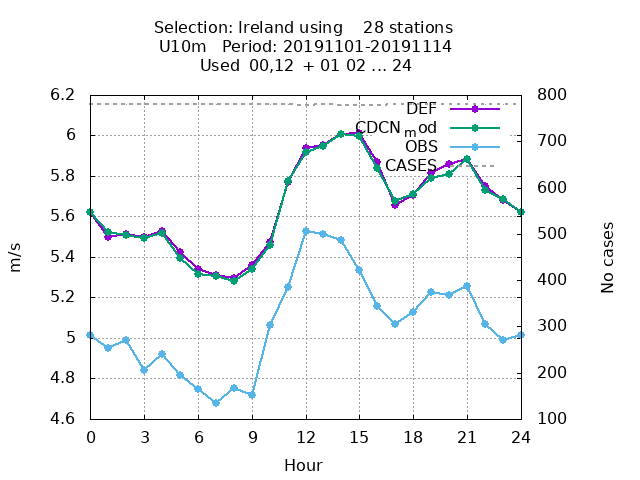 Selection: Ireland using    28 stations
U10m   Period: 20191101-20191114
Used  00,12  + 01 02 ... 24
6.2
6
5.8
5.6
5.4
5.2
5
4.8
4.6
m/s
800
700
600
500
400
300
200
100
No cases
DEF
CDCN m od
OBS
CASES
0 3 6 9 12 15 18 21 24
Hour